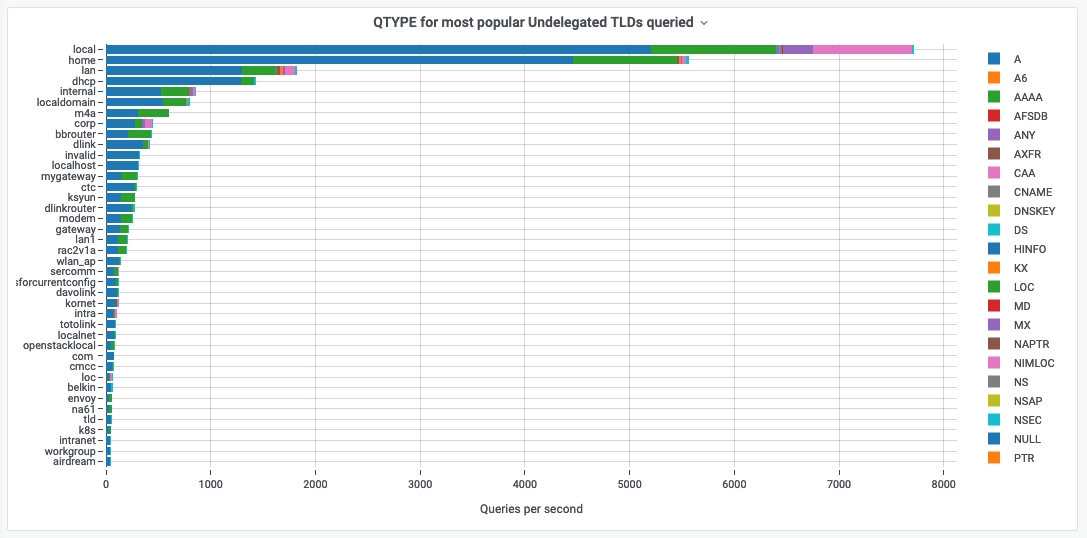 QTYPE for most popular Undelegated TLDs queried
local
home
lan
dhcp
internal
localdomain
m4a
corp
bbrouter
dlink
invalid
localhost
mygateway
ctc
ksyun
dlinkrouter
modem
gateway
lan1
rac2v1a
wlan_ap
sercomm
sforcurrentconfig
davolink
kornet
intra
totolink
localnet
openstacklocal
com
cmcc
loc
belkin
envoy
na61
tld
k8s
intranet
workgroup
airdream
0 1000 2000 3000 4000 5000 6000 7000 8000
Queries per second
A
A6
AAAA
AFSDB
ANY
AXFR
CAA
CNAME
DNSKEY
DS
HINFO
KX
LOC
MD
MX
NAPTR
NIMLOC
NS
NSAP
NSEC
NULL
PTR